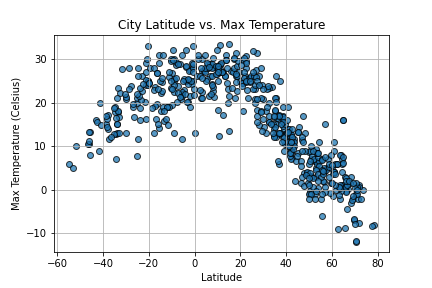 City Latitude vs. Max Temperature
Max Temperature (Celsius)
30
20
10
0
−10
−60 −40 −20 0 20 40 60 80
Latitude